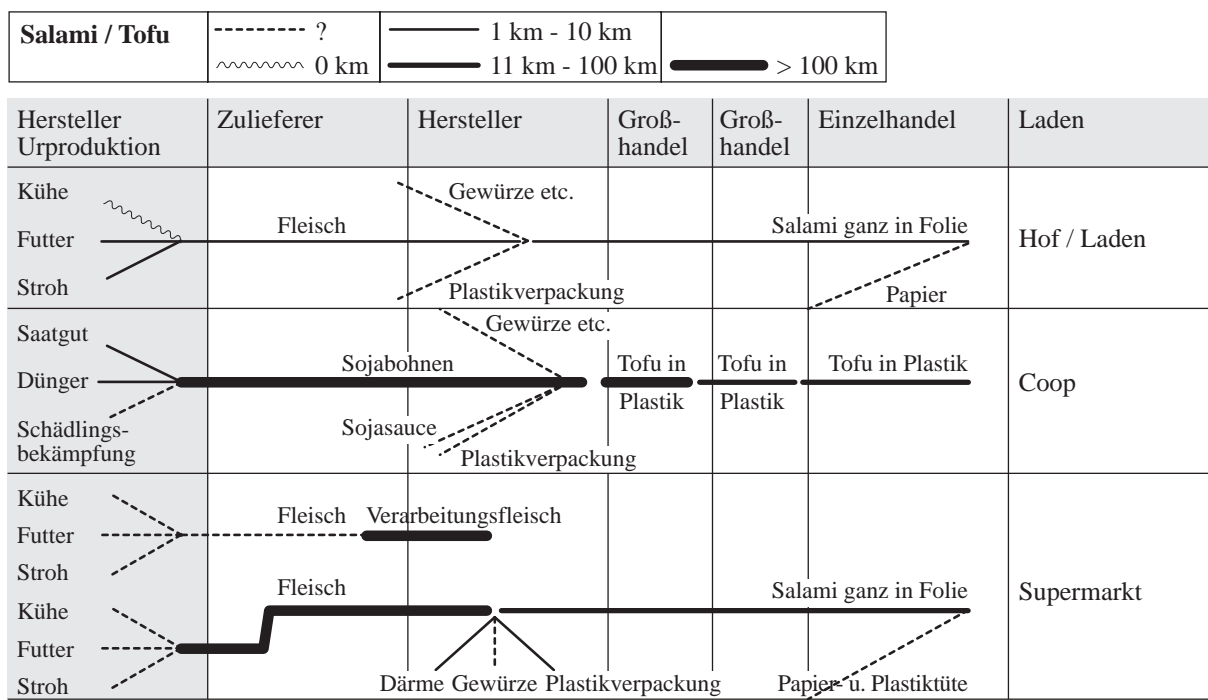 Salami / Tofu
?
1 km - 10 km
0 km
11 km - 100 km
> 100 km
Hersteller
Urproduktion
Zulieferer
Hersteller
Groß-
handel
Groß-
handel
Einzelhandel
Laden
Kühe
Gewürze etc.
Futter
Fleisch
Salami ganz in Folie
Hof / Laden
Stroh
Plastikverpackung
Papier
Saatgut
Gewürze etc.
Dünger
Sojabohnen
Tofu in
Plastik
Tofu in
Plastik
Tofu in Plastik
Coop
Schädlings-
bekämpfung
Sojasauce
Plastikverpackung
Kühe
Futter
Fleisch
Verarbeitungsfleisch
Stroh
Kühe
Fleisch
Salami ganz in Folie
Supermarkt
Futter
Stroh
Därme Gewürze Plastikverpackung
Papier- u. Plastiktüte